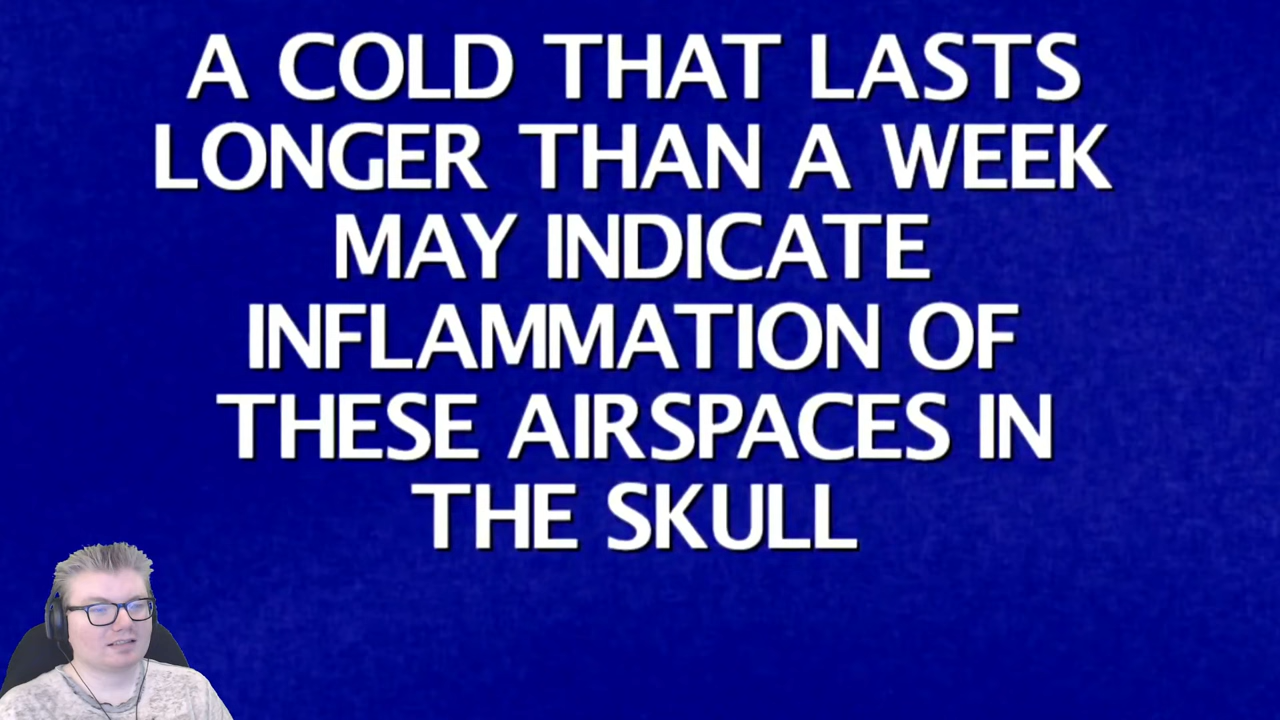 A COLD THAT LASTS
LONGER THAN A WEEK
MAY INDICATE
INFLAMMATION OF
THESE AIRSPACES IN
THE SKULL